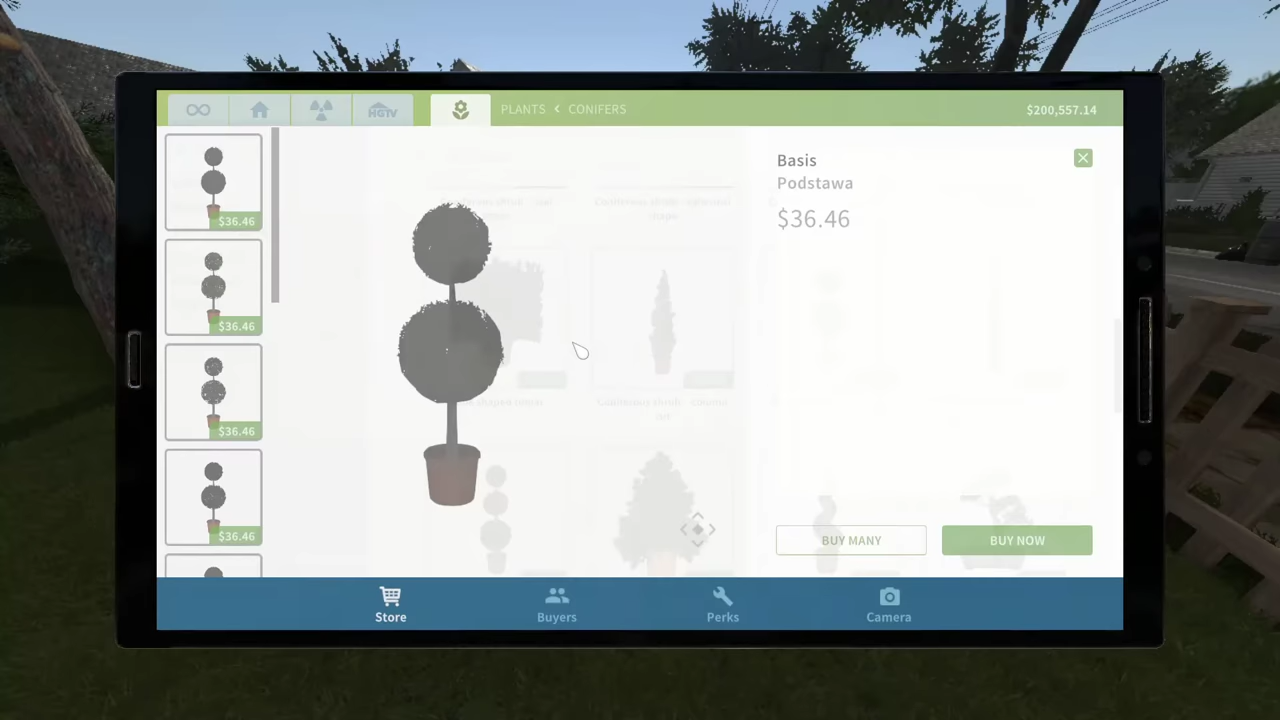 HGTV
PLANTS < CONIFERS
$200,557.14
$36.46
$36.46
$36.46
$36.46
Basis
Podstawa
$36.46
BUY MANY
BUY NOW
Store
Buyers
Perks
Camera